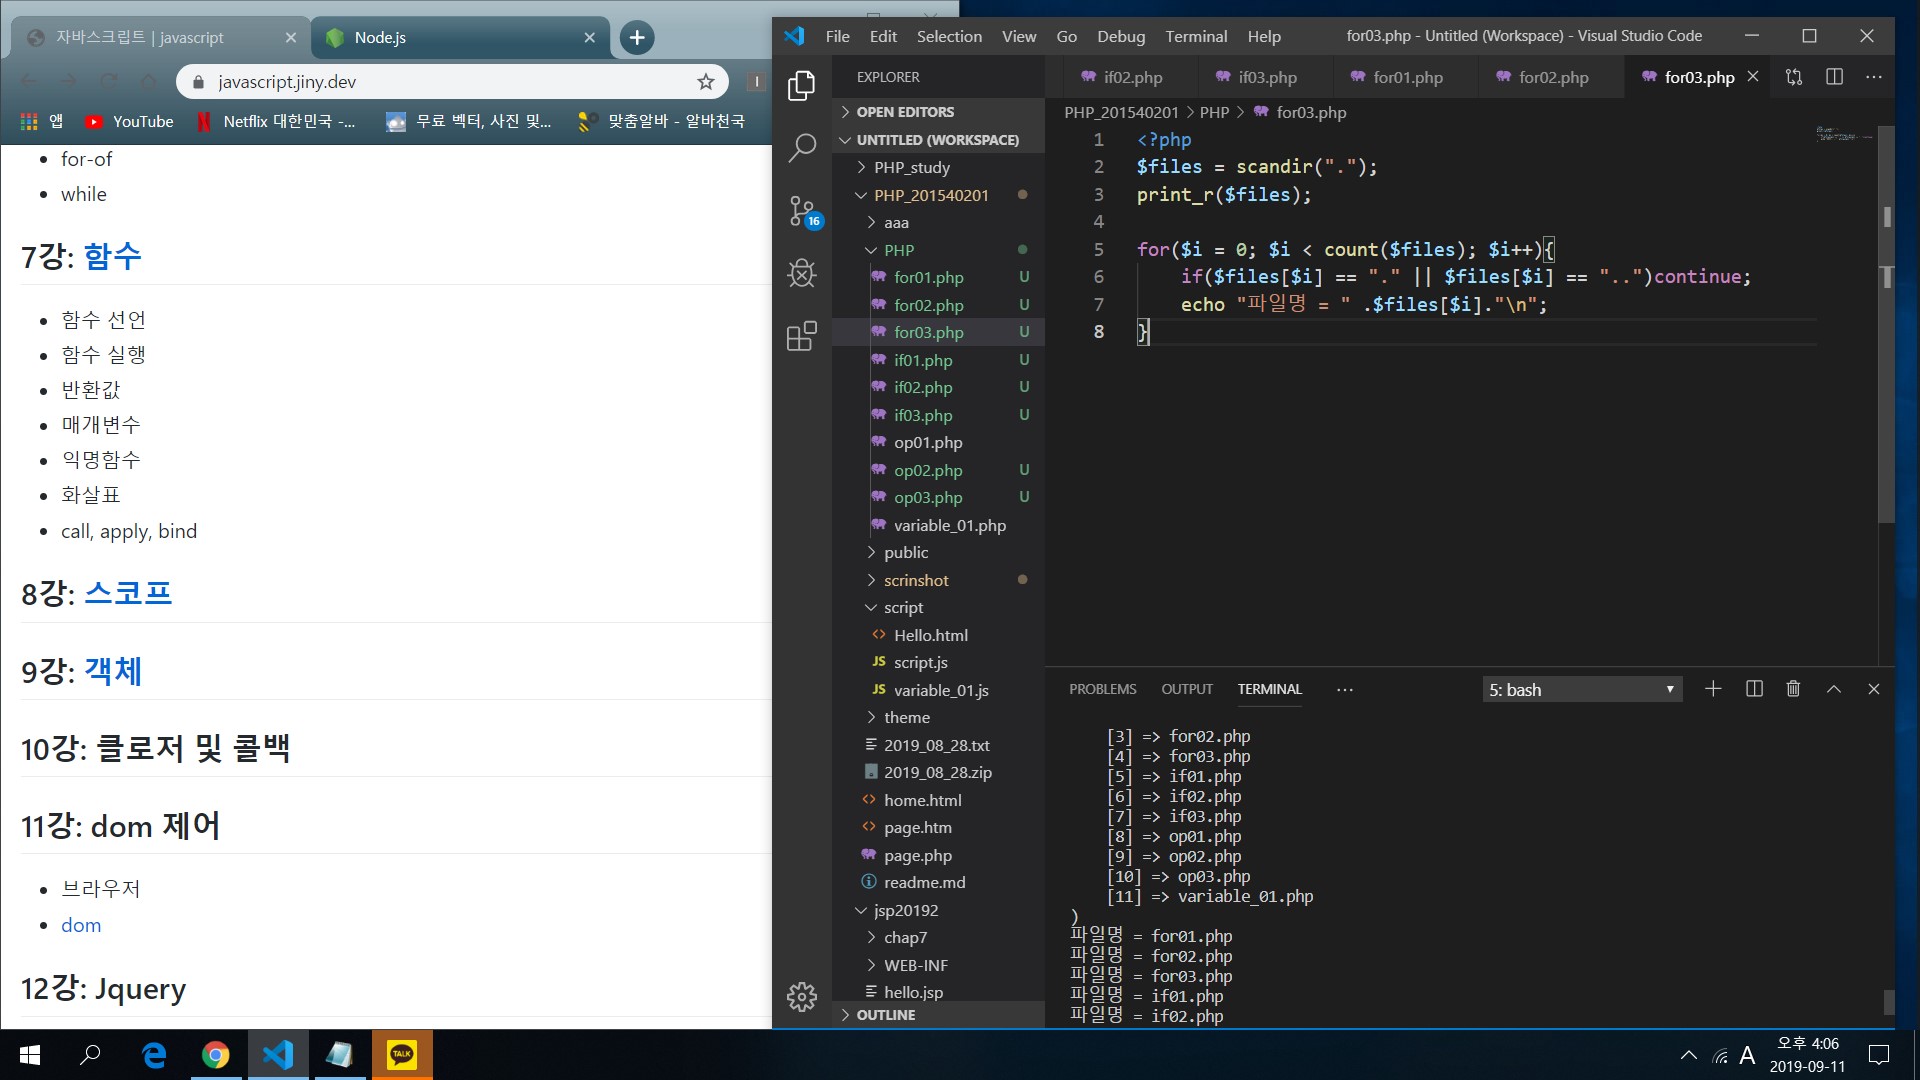 자바스크립트 | javascript
Node.js
javascript.jiny.dev
앱
YouTube
Netflix 대한민국 -...
무료 벡터, 사진 및...
맞춤알바 - 알바천국
for-of
while
7강: 함수
함수 선언
함수 실행
반환값
매개변수
익명함수
화살표
call, apply, bind
8강: 스코프
9강: 객체
10강: 클로저 및 콜백
11강: dom 제어
브라우저
dom
12강: Jquery
File Edit Selection View Go Debug Terminal Help
for03.php - Untitled (Workspace) - Visual Studio Code
EXPLORER
OPEN EDITORS
UNTITLED (WORKSPACE)
PHP_study
PHP_201540201
aaa
PHP
for01.php U
for02.php U
for03.php U
if01.php U
if02.php U
if03.php U
op01.php
op02.php U
op03.php U
variable_01.php
public
scrinshot
script
Hello.html
JS script.js
JS variable_01.js
theme
2019_08_28.txt
2019_08_28.zip
home.html
page.htm
page.php
readme.md
jsp20192
chap7
WEB-INF
hello.jsp
OUTLINE
16
if02.php
if03.php
for01.php
for02.php
for03.php
PHP_201540201 > PHP > for03.php
1 <?php
2 $files = scandir(".");
3 print_r($files);
4
5 for($i = 0; $i < count($files); $i++){
6 if($files[$i] == "." || $files[$i] == "..")continue;
7 echo "파일명 = " .$files[$i]."\n";
8 }
PROBLEMS OUTPUT TERMINAL ...
5: bash
[3] => for02.php
[4] => for03.php
[5] => if01.php
[6] => if02.php
[7] => if03.php
[8] => op01.php
[9] => op02.php
[10] => op03.php
[11] => variable_01.php
)
파일명 = for01.php
파일명 = for02.php
파일명 = for03.php
파일명 = if01.php
파일명 = if02.php
TALK
A
오후 4:06
2019-09-11